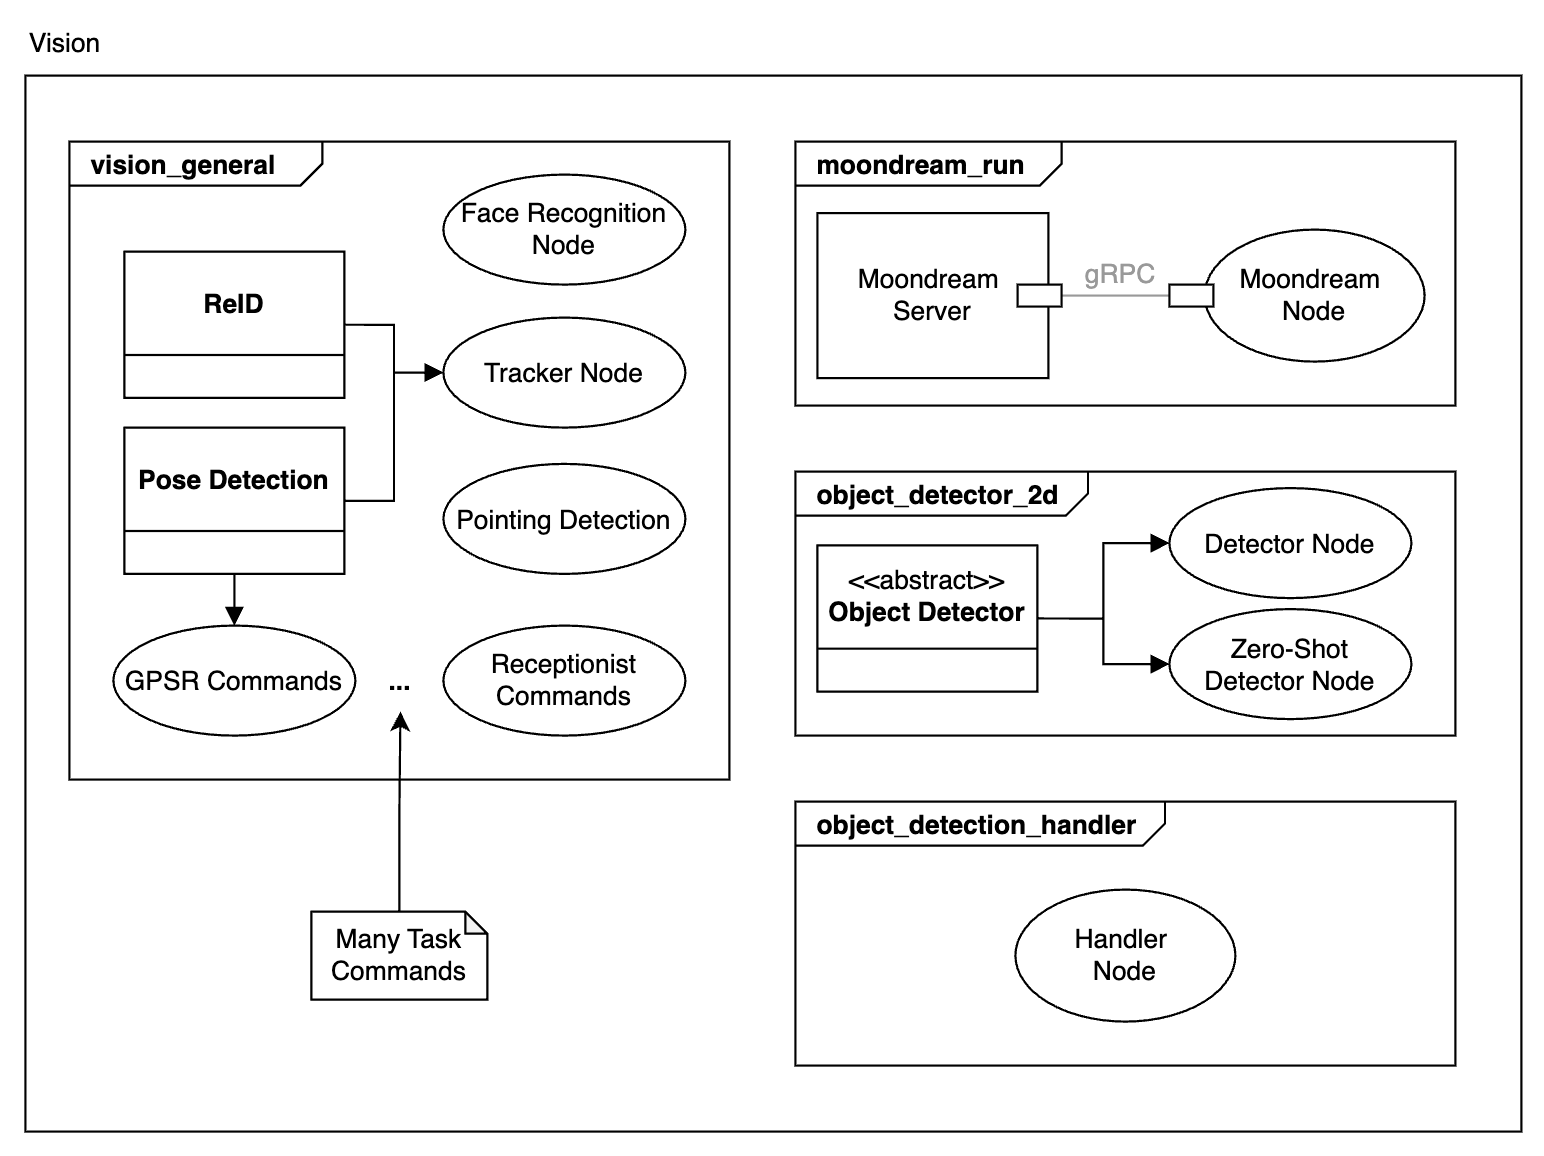 Vision
vision_general
Face Recognition
Node
ReID
Tracker Node
Pose Detection
Pointing Detection
GPSR Commands
...
Receptionist
Commands
Many Task
Commands
moondream_run
Moondream
Server
gRPC
Moondream
Node
object_detector_2d
<<abstract>>
Object Detector
Detector Node
Zero-Shot
Detector Node
object_detection_handler
Handler
Node